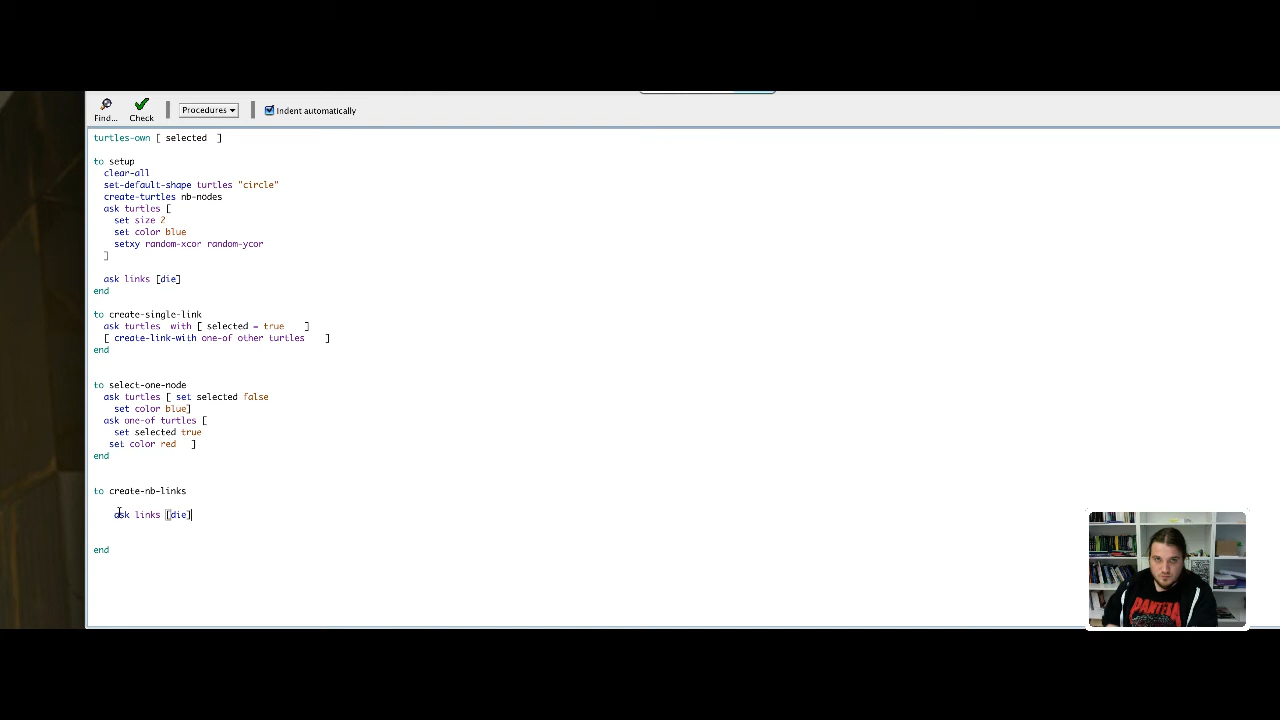 Find... Check Procedures Indent automatically
turtles-own [ selected ]
to setup
clear-all
set-default-shape turtles "circle"
create-turtles nb-nodes
ask turtles [
set size 2
set color blue
setxy random-xcor random-ycor
]
ask links [die]
end
to create-single-link
ask turtles with [ selected = true ]
[ create-link-with one-of other turtles ]
end
to select-one-node
ask turtles [ set selected false
set color blue]
ask one-of turtles [
set selected true
set color red ]
end
to create-nb-links
ask links [die]
end
PANTERA